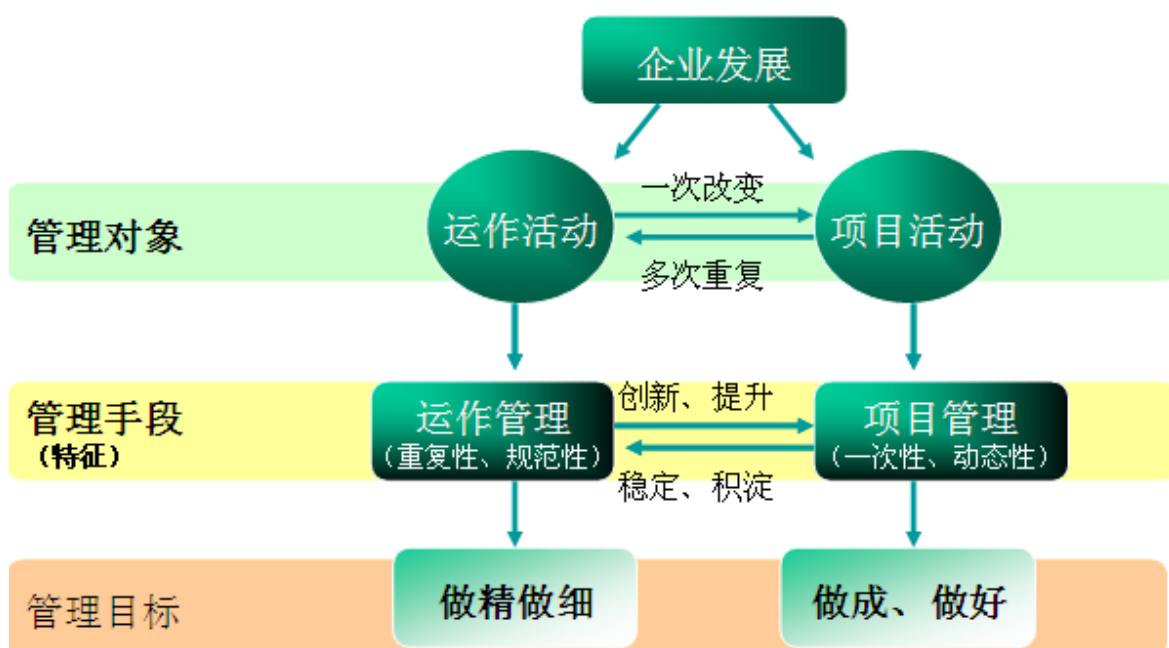 企业发展
一次改变
管理对象
运作活动
项目活动
多次重复
管理手段
(特征)
运作管理
(重复性、规范性)
创新、提升
项目管理
(一次性、动态性)
稳定、积淀
管理目标
做精做细
做成、做好